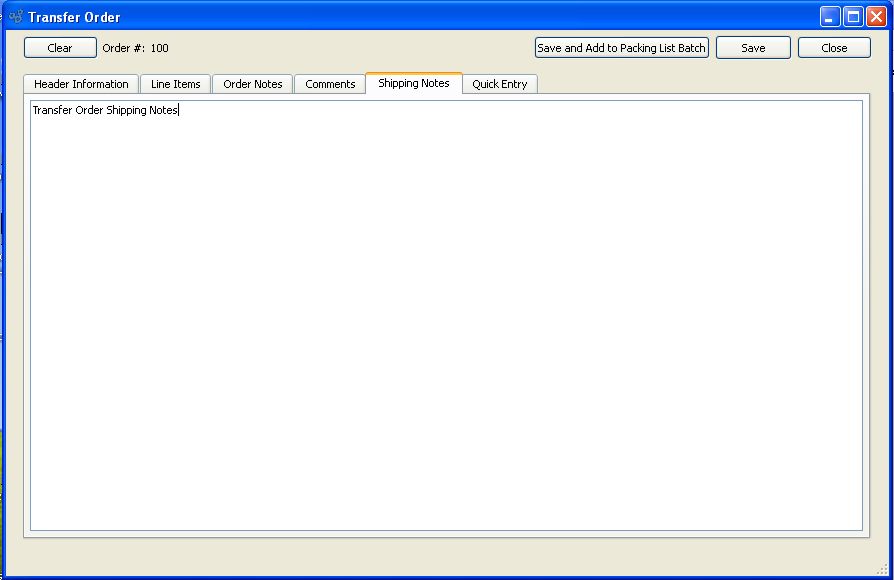 Transfer Order
Clear Order #: 100 Save and Add to Packing List Batch Save Close
Header Information Line Items Order Notes Comments Shipping Notes Quick Entry
Transfer Order Shipping Notes